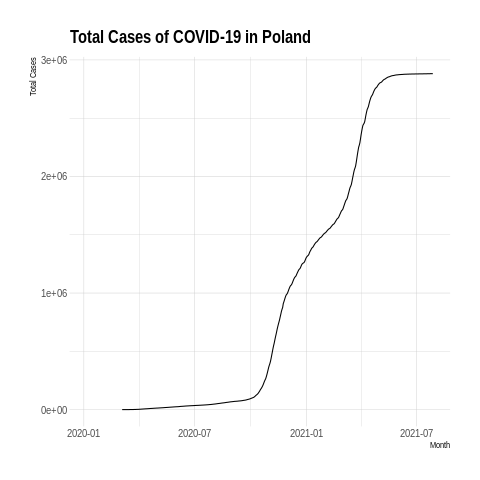 Total Cases of COVID-19 in Poland
Total Cases
3e+06
2e+06
1e+06
0e+00
2020-01 2020-07 2021-01 2021-07
Month